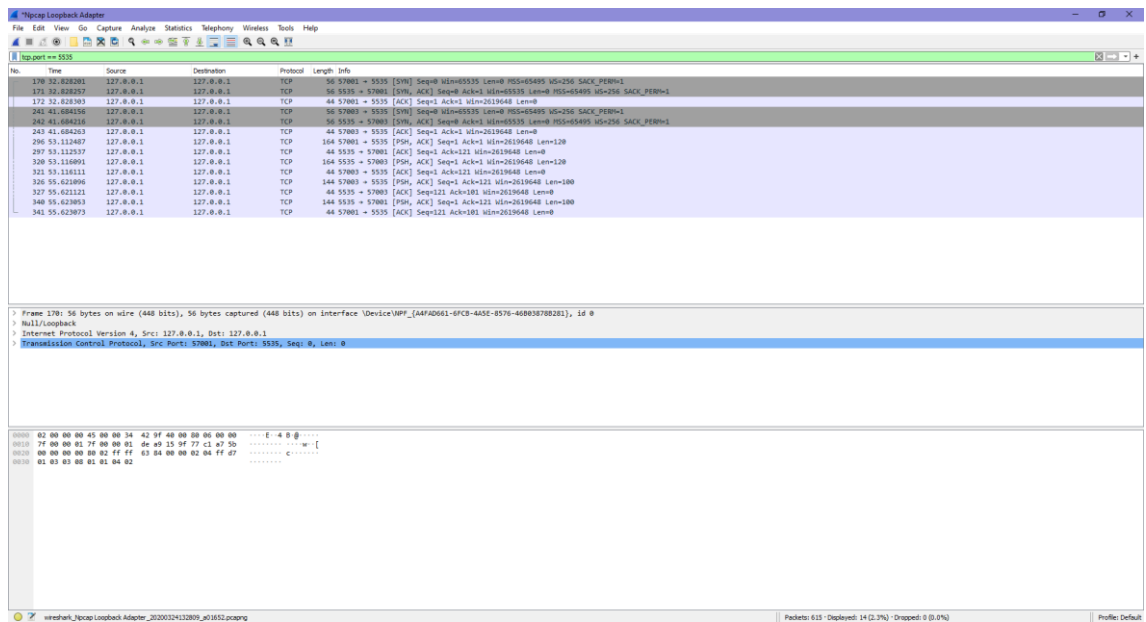 *Npcap Loopback Adapter
File Edit View Go Capture Analyze Statistics Telephony Wireless Tools Help
tcp.port == 5535
No. Time Source Destination Protocol Length Info
170 32.828201 127.0.0.1 127.0.0.1 TCP 56 57001 → 5535 [SYN] Seq=0 Win=65535 Len=0 MSS=65495 WS=256 SACK_PERM=1
171 32.828257 127.0.0.1 127.0.0.1 TCP 56 5535 → 57001 [SYN, ACK] Seq=0 Ack=1 Win=65535 Len=0 MSS=65495 WS=256 SACK_PERM=1
172 32.828303 127.0.0.1 127.0.0.1 TCP 44 57001 → 5535 [ACK] Seq=1 Ack=1 Win=2619648 Len=0
241 41.684156 127.0.0.1 127.0.0.1 TCP 56 57003 → 5535 [SYN] Seq=0 Win=65535 Len=0 MSS=65495 WS=256 SACK_PERM=1
242 41.684216 127.0.0.1 127.0.0.1 TCP 56 5535 → 57003 [SYN, ACK] Seq=0 Ack=1 Win=65535 Len=0 MSS=65495 WS=256 SACK_PERM=1
243 41.684263 127.0.0.1 127.0.0.1 TCP 44 57003 → 5535 [ACK] Seq=1 Ack=1 Win=2619648 Len=0
296 53.112487 127.0.0.1 127.0.0.1 TCP 164 57001 → 5535 [PSH, ACK] Seq=1 Ack=1 Win=2619648 Len=120
297 53.112537 127.0.0.1 127.0.0.1 TCP 44 5535 → 57001 [ACK] Seq=1 Ack=121 Win=2619648 Len=0
320 53.116091 127.0.0.1 127.0.0.1 TCP 164 5535 → 57003 [PSH, ACK] Seq=1 Ack=1 Win=2619648 Len=120
321 53.116111 127.0.0.1 127.0.0.1 TCP 44 57003 → 5535 [ACK] Seq=1 Ack=121 Win=2619648 Len=0
326 55.621096 127.0.0.1 127.0.0.1 TCP 144 57003 → 5535 [PSH, ACK] Seq=1 Ack=121 Win=2619648 Len=100
327 55.621121 127.0.0.1 127.0.0.1 TCP 44 5535 → 57003 [ACK] Seq=121 Ack=101 Win=2619648 Len=0
340 55.623053 127.0.0.1 127.0.0.1 TCP 144 5535 → 57001 [PSH, ACK] Seq=1 Ack=121 Win=2619648 Len=100
341 55.623073 127.0.0.1 127.0.0.1 TCP 44 57001 → 5535 [ACK] Seq=121 Ack=101 Win=2619648 Len=0
> Frame 170: 56 bytes on wire (448 bits), 56 bytes captured (448 bits) on interface \Device\NPF_{A4FAD661-6FCB-4A5E-8576-46B03878B281}, id 0
> Null/Loopback
> Internet Protocol Version 4, Src: 127.0.0.1, Dst: 127.0.0.1
> Transmission Control Protocol, Src Port: 57001, Dst Port: 5535, Seq: 0, Len: 0
0000 02 00 00 00 45 00 00 34 42 9f 40 00 80 06 00 00 ····E··4 B·@·····
0010 7f 00 00 01 7f 00 00 01 de a9 15 9f 77 c1 a7 5b ········ ····w··[
0020 00 00 00 00 80 02 ff ff 63 84 00 00 02 04 ff d7 ········ c·······
0030 01 03 03 08 01 01 04 02 ········
wireshark_Npcap Loopback Adapter_20200324132809_a01652.pcapng
Packets: 615 · Displayed: 14 (2.3%) · Dropped: 0 (0.0%)
Profile: Default